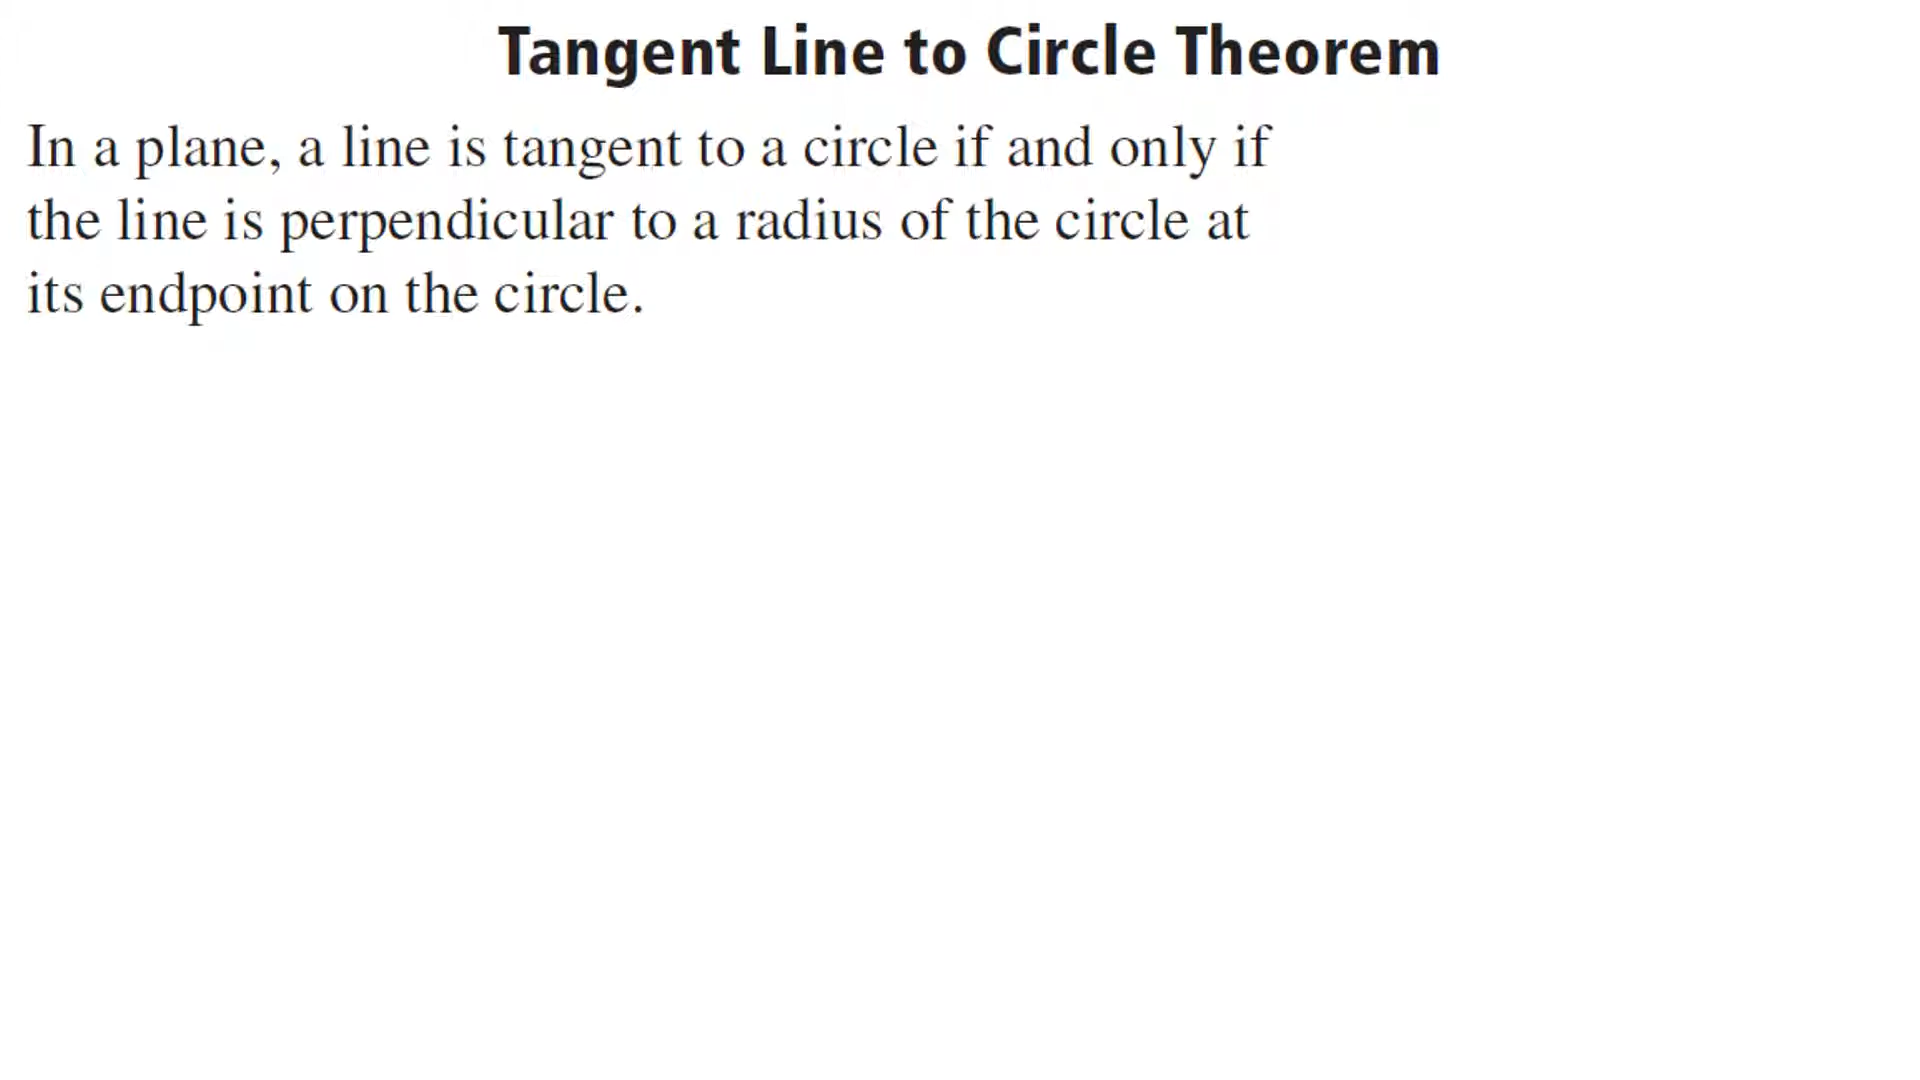 Tangent Line to Circle Theorem
In a plane, a line is tangent to a circle if and only if
the line is perpendicular to a radius of the circle at
its endpoint on the circle.